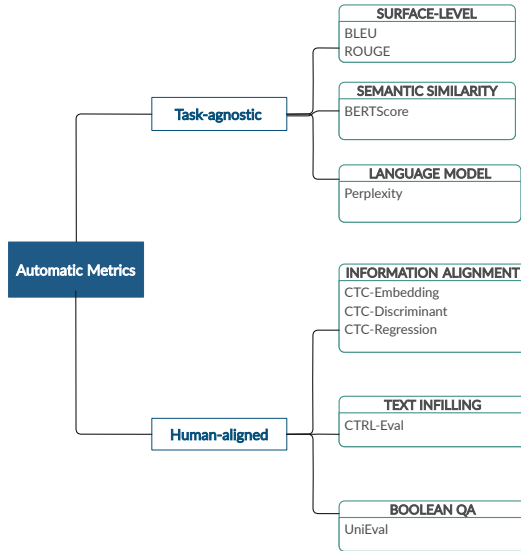 SURFACE-LEVEL
BLEU
ROUGE
SEMANTIC SIMILARITY
BERTScore
Task-agnostic
LANGUAGE MODEL
Perplexity
Automatic Metrics
INFORMATION ALIGNMENT
CTC-Embedding
CTC-Discriminant
CTC-Regression
TEXT INFILLING
CTRL-Eval
Human-aligned
BOOLEAN QA
UniEval